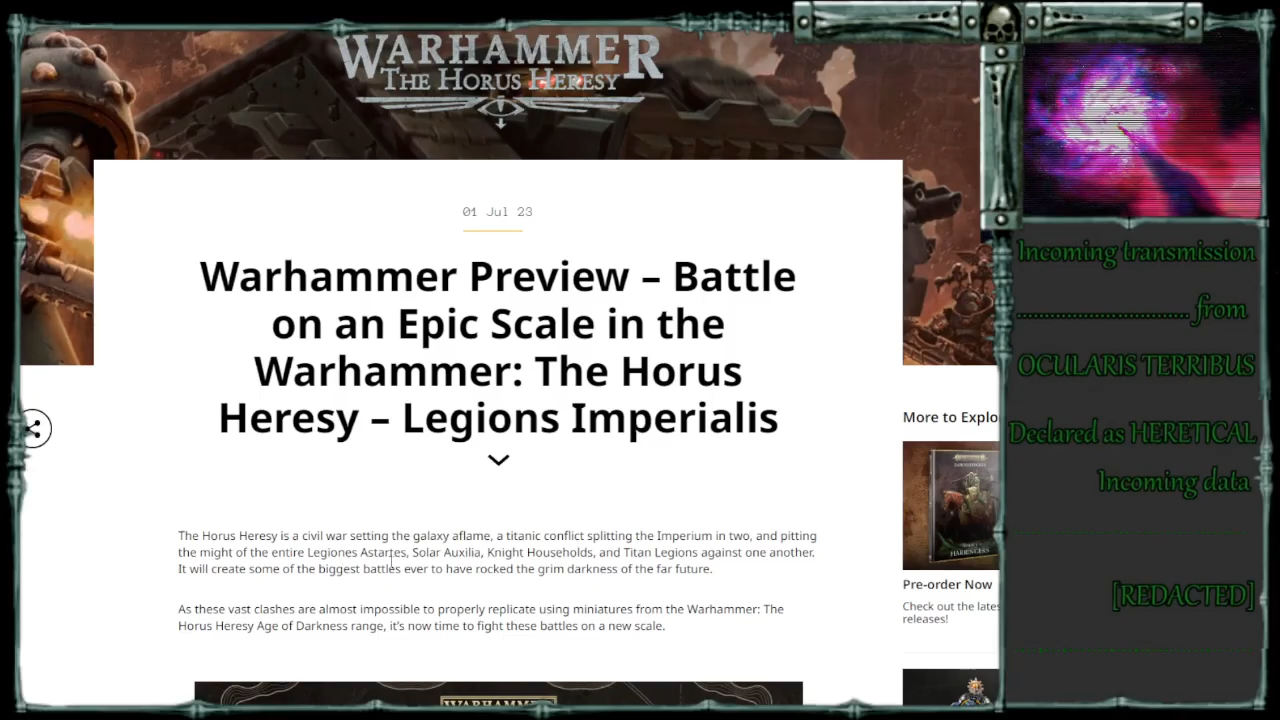 WARHAMMER
THE HORUS HERESY
01 Jul 23
Warhammer Preview – Battle
on an Epic Scale in the
Warhammer: The Horus
Heresy – Legions Imperialis
The Horus Heresy is a civil war setting the galaxy aflame, a titanic conflict splitting the Imperium in two, and pitting
the might of the entire Legiones Astartes, Solar Auxilia, Knight Households, and Titan Legions against one another.
It will create some of the biggest battles ever to have rocked the grim darkness of the far future.
As these vast clashes are almost impossible to properly replicate using miniatures from the Warhammer: The
Horus Heresy Age of Darkness range, it's now time to fight these battles on a new scale.
WARHAMM
More to Explo
HARBINGERS
Pre-order Now
Check out the lates
releases!
Incoming transmission
................................ from
OCULARIS TERRIBUS
Declared as HERETICAL
Incoming data
[REDACTED]